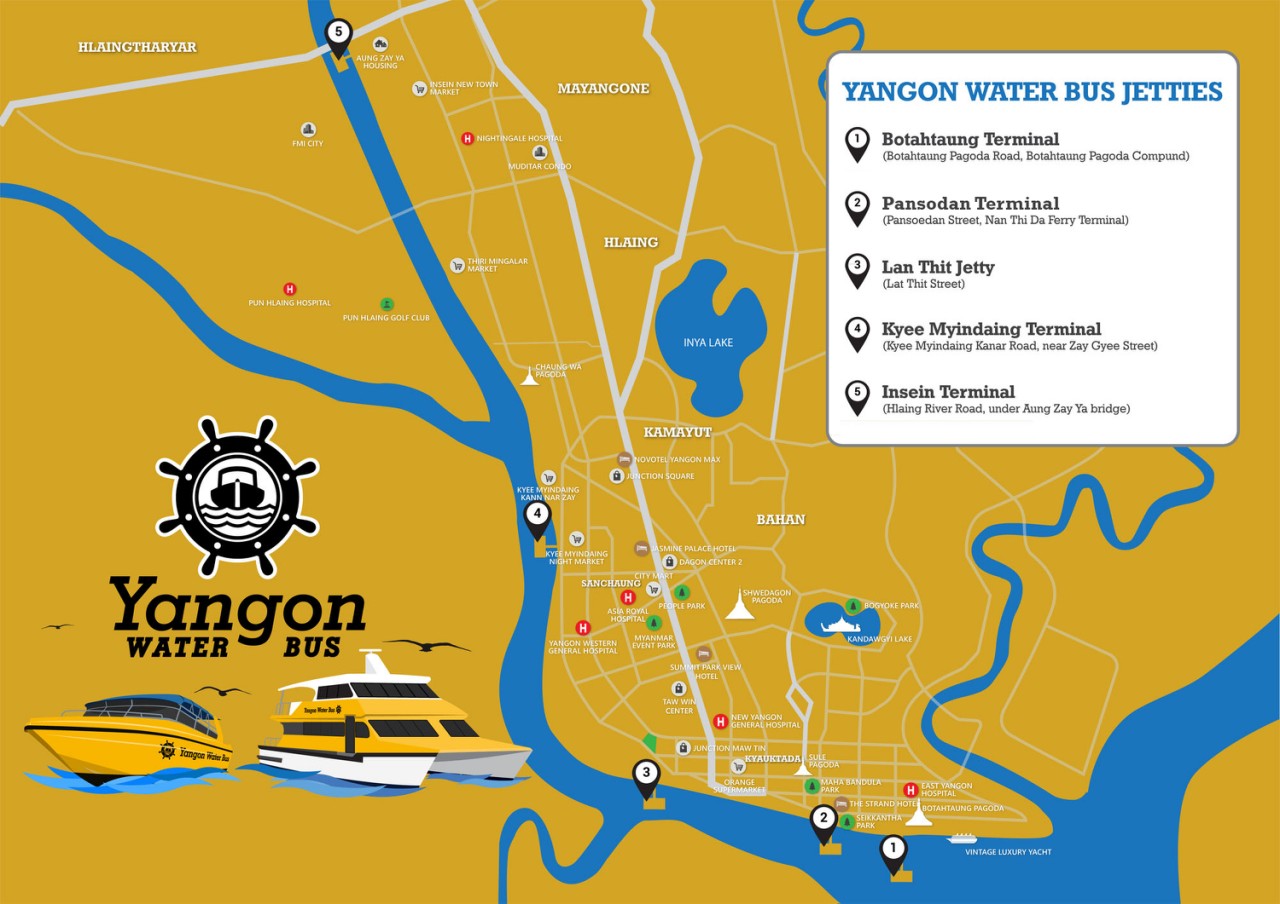 HLAINGTHARYAR
5
AUNG ZAY YA
HOUSING
INSEIN NEW TOWN
MARKET
MAYANGONE
FMI CITY
NIGHTINGALE HOSPITAL
MUDITAR CONDO
HLAING
THIRI MINGALAR
MARKET
PUN HLAING HOSPITAL
PUN HLAING GOLF CLUB
INYA LAKE
CHAUNG WA
PAGODA
KAMAYUT
NOVOTEL YANGON MAX
JUNCTION SQUARE
KYEE MYINDAING
KANN NAR ZAY
4
BAHAN
KYEE MYINDAING
NIGHT MARKET
JASMINE PALACE HOTEL
DAGON CENTER 2
CITY MART
SANCHAUNG
PEOPLE PARK
ASIA ROYAL
HOSPITAL
SHWEDAGON
PAGODA
BOGYOKE PARK
KANDAWGYI LAKE
MYANMAR
EVENT PARK
YANGON WESTERN
GENERAL HOSPITAL
SUMMIT PARK VIEW
HOTEL
TAW WIN
CENTER
NEW YANGON
GENERAL HOSPITAL
JUNCTION MAW TIN
KYAUKTADA
SULE
PAGODA
ORANGE
SUPERMARKET
3
MAHA BANDULA
PARK
EAST YANGON
HOSPITAL
THE STRAND HOTEL
BOTAHTAUNG PAGODA
SEIKKANTHA
PARK
2
1
VINTAGE LUXURY YACHT
YANGON WATER BUS JETTIES
1
Botahtaung Terminal
(Botahtaung Pagoda Road, Botahtaung Pagoda Compund)
2
Pansodan Terminal
(Pansoedan Street, Nan Thi Da Ferry Terminal)
3
Lan Thit Jetty
(Lat Thit Street)
4
Kyee Myindaing Terminal
(Kyee Myindaing Kanar Road, near Zay Gyee Street)
5
Insein Terminal
(Hlaing River Road, under Aung Zay Ya bridge)
Yangon
WATER BUS
Yangon Water Bus
Yangon Water Bus
H
H
H
H
H
H